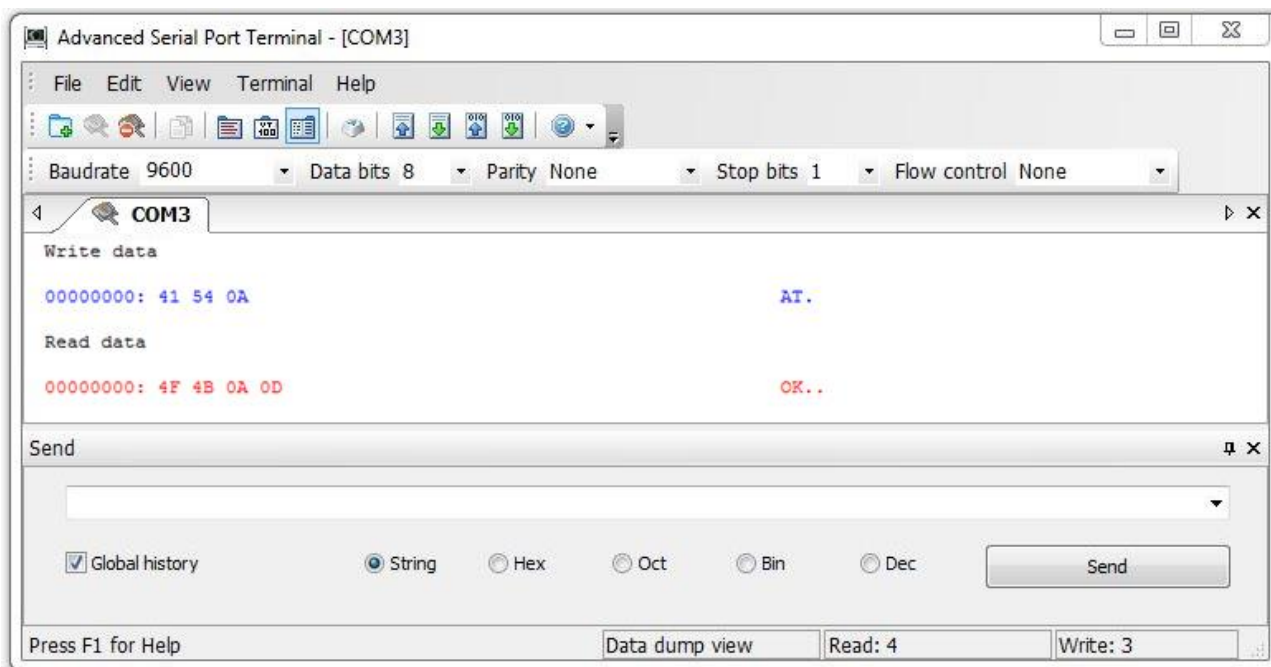 Advanced Serial Port Terminal - [COM3]
File Edit View Terminal Help
Baudrate 9600 Data bits 8 Parity None Stop bits 1 Flow control None
COM3
Write data
00000000: 41 54 0A AT.
Read data
00000000: 4F 4B 0A 0D OK..
Send
Global history String Hex Oct Bin Dec Send
Press F1 for Help Data dump view Read: 4 Write: 3